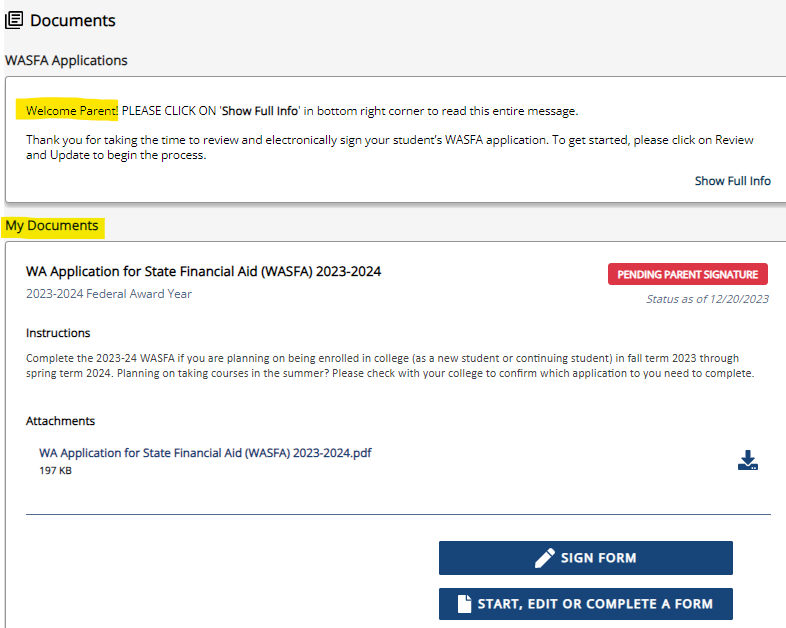 Documents
WASFA Applications
Welcome Parent! PLEASE CLICK ON 'Show Full Info' in bottom right corner to read this entire message.
Thank you for taking the time to review and electronically sign your student's WASFA application. To get started, please click on Review
and Update to begin the process.
Show Full Info
My Documents
WA Application for State Financial Aid (WASFA) 2023-2024
PENDING PARENT SIGNATURE
2023-2024 Federal Award Year
Status as of 12/20/2023
Instructions
Complete the 2023-24 WASFA if you are planning on being enrolled in college (as a new student or continuing student) in fall term 2023 through
spring term 2024. Planning on taking courses in the summer? Please check with your college to confirm which application to you need to complete.
Attachments
WA Application for State Financial Aid (WASFA) 2023-2024.pdf
197 KB
SIGN FORM
START, EDIT OR COMPLETE A FORM